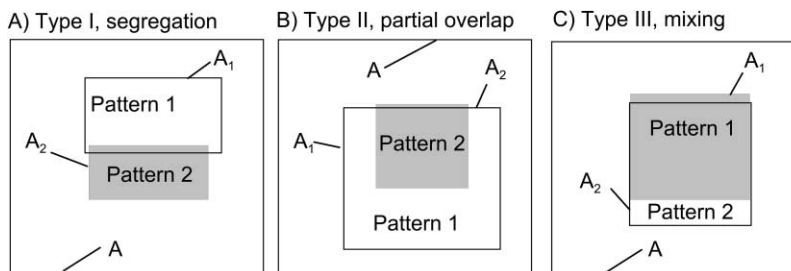 A) Type I, segregation
A₁
Pattern 1
A₂
Pattern 2
A
B) Type II, partial overlap
A
A₂
A₁
Pattern 2
Pattern 1
C) Type III, mixing
A₁
Pattern 1
A₂
Pattern 2
A